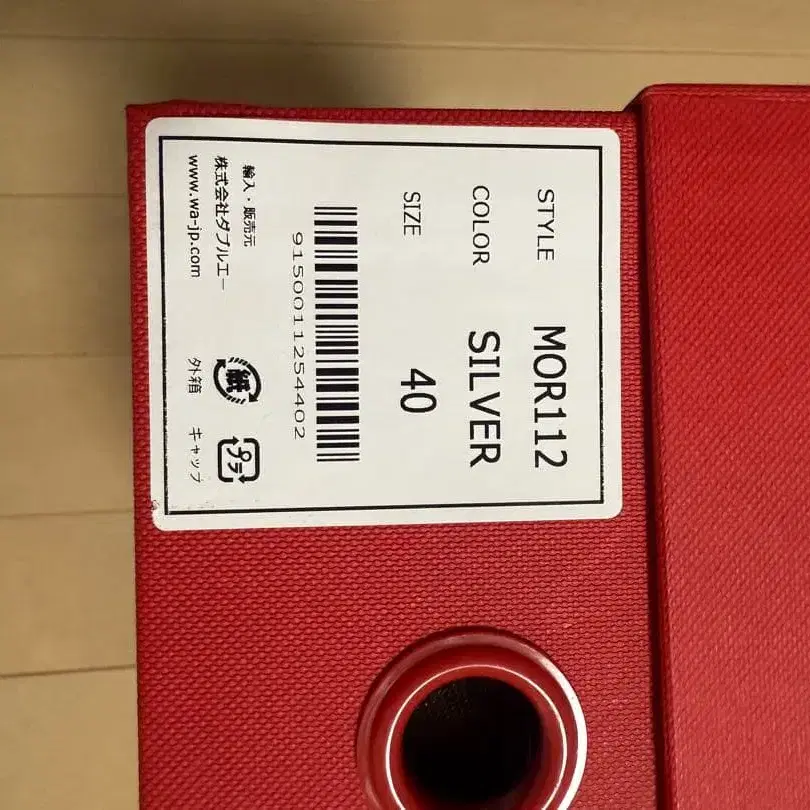 STYLE MOR112
COLOR SILVER
SIZE 40
9150011254402
輸入・販売元
株式会社ダブルエー
www.wa-jp.com
紙
外箱
プラ
キャップ